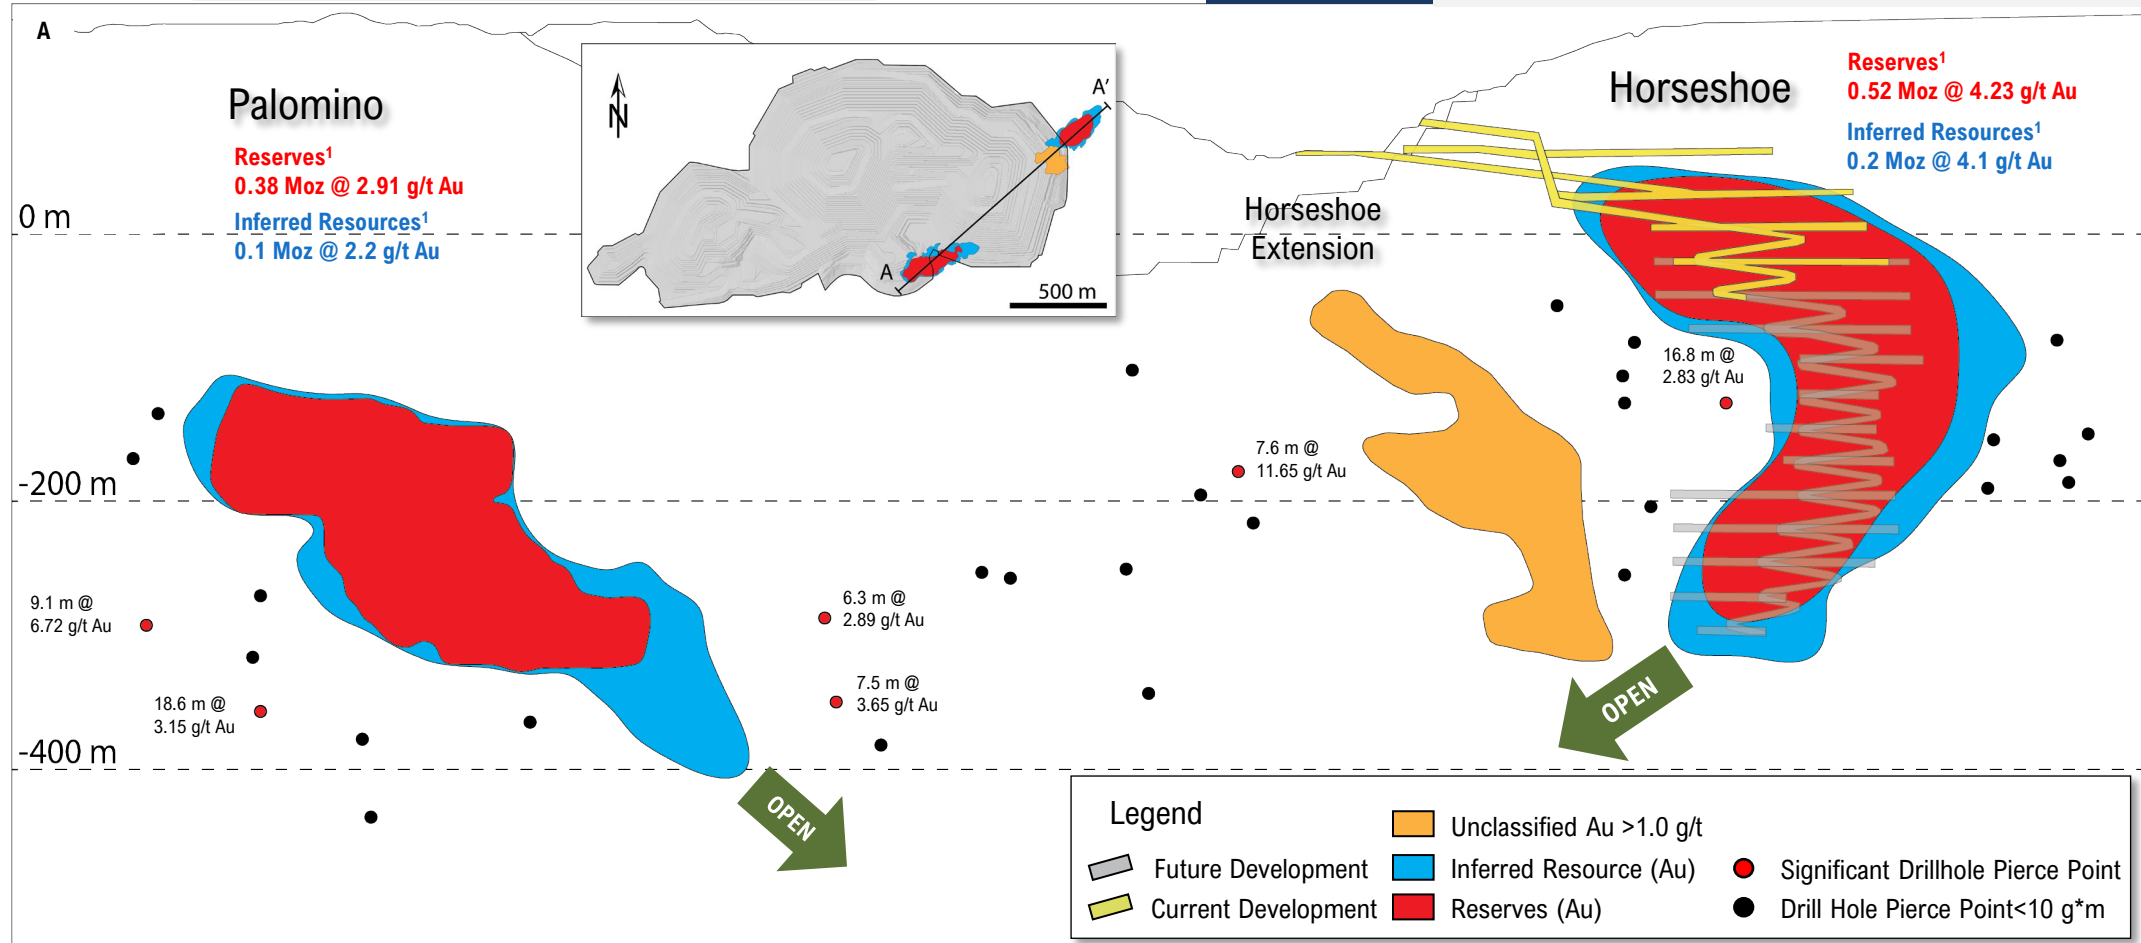 A
Palomino
Reserves¹
0.38 Moz @ 2.91 g/t Au
Inferred Resources¹
0.1 Moz @ 2.2 g/t Au
N
A'
A
500 m
Horseshoe
Reserves¹
0.52 Moz @ 4.23 g/t Au
Inferred Resources¹
0.2 Moz @ 4.1 g/t Au
Horseshoe
Extension
0 m
-200 m
-400 m
16.8 m @
2.83 g/t Au
7.6 m @
11.65 g/t Au
9.1 m @
6.72 g/t Au
6.3 m @
2.89 g/t Au
18.6 m @
3.15 g/t Au
7.5 m @
3.65 g/t Au
OPEN
OPEN
Legend
Future Development
Current Development
Unclassified Au >1.0 g/t
Inferred Resource (Au)
Reserves (Au)
Significant Drillhole Pierce Point
Drill Hole Pierce Point<10 g*m